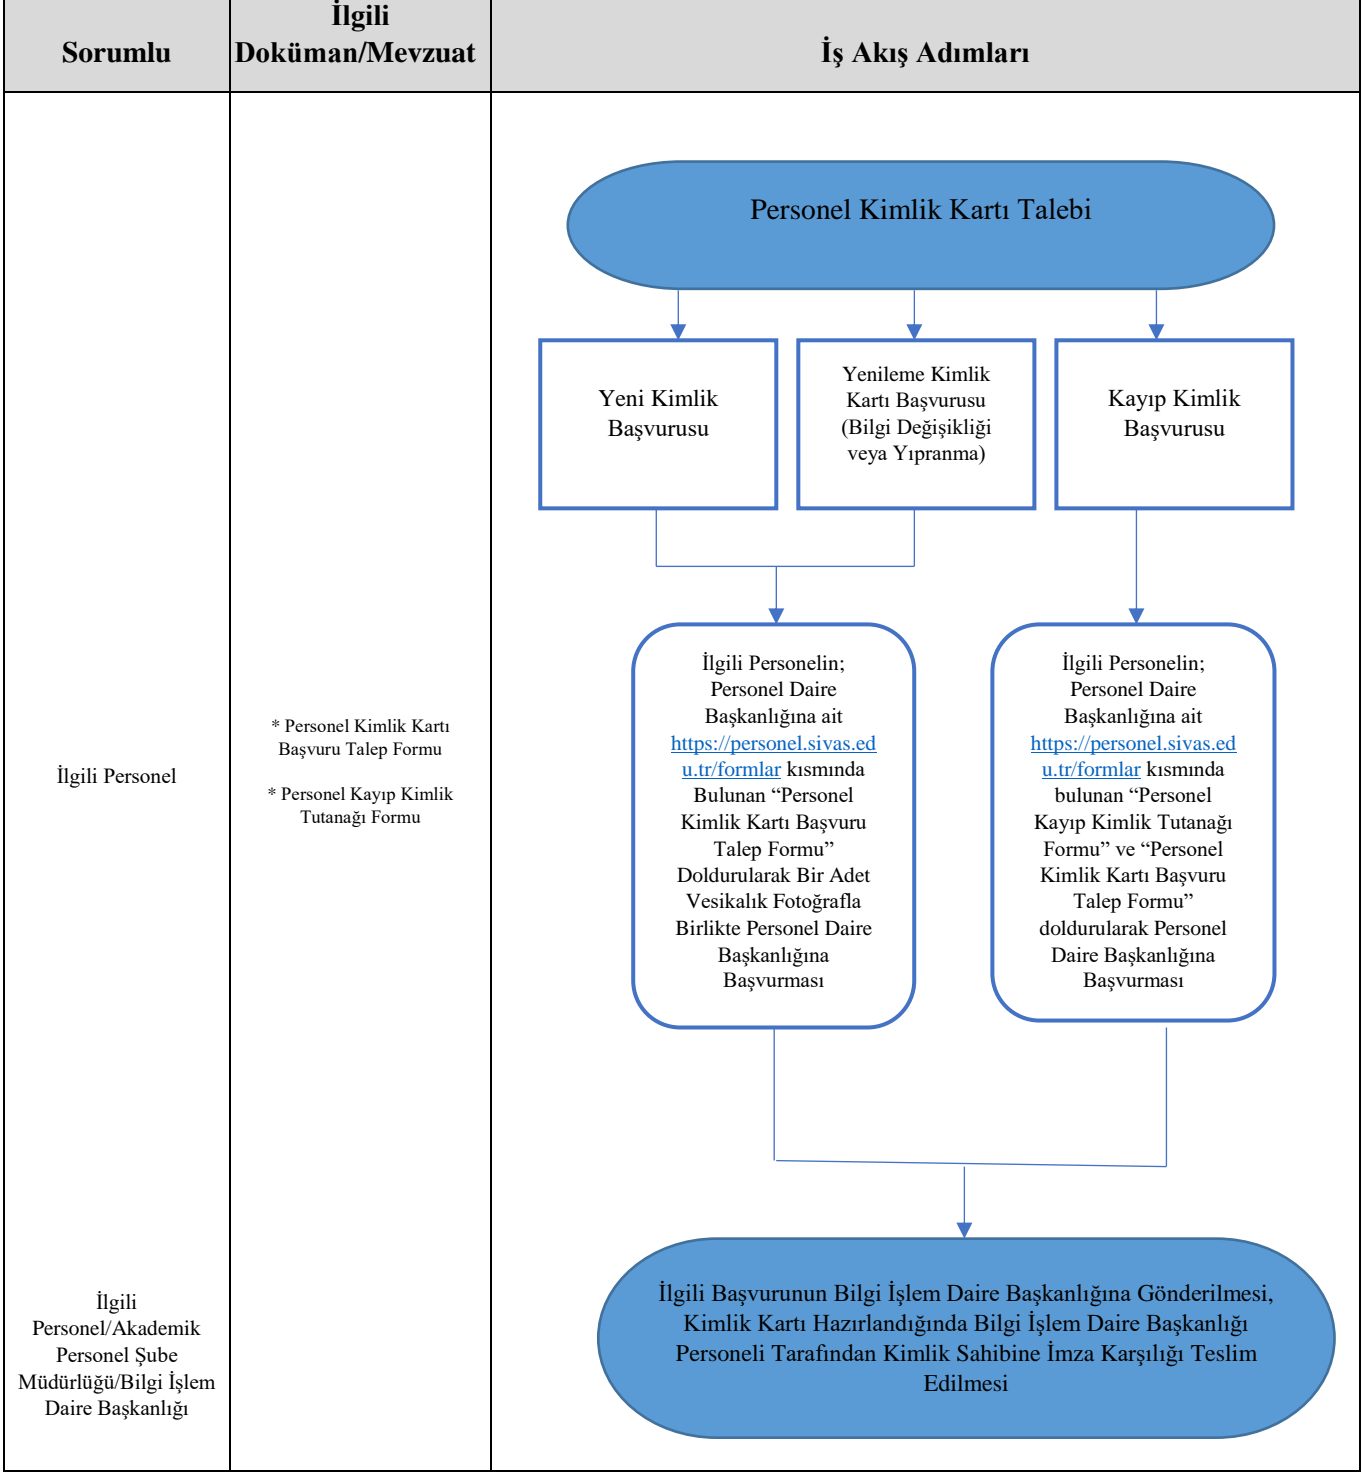 Sorumlu
İlgili
Doküman/Mevzuat
İş Akış Adımları
Personel Kimlik Kartı Talebi
Yeni Kimlik
Başvurusu
Yenileme Kimlik
Kartı Başvurusu
(Bilgi Değişikliği
veya Yıpranma)
Kayıp Kimlik
Başvurusu
İlgili Personel
* Personel Kimlik Kartı
Başvuru Talep Formu
* Personel Kayıp Kimlik
Tutanağı Formu
İlgili Personelin;
Personel Daire
Başkanlığına ait
https://personel.sivas.ed
u.tr/formlar kısmında
Bulunan “Personel
Kimlik Kartı Başvuru
Talep Formu”
Doldurularak Bir Adet
Vesikalık Fotoğrafla
Birlikte Personel Daire
Başkanlığına
Başvurması
İlgili Personelin;
Personel Daire
Başkanlığına ait
https://personel.sivas.ed
u.tr/formlar kısmında
bulunan “Personel
Kayıp Kimlik Tutanağı
Formu” ve “Personel
Kimlik Kartı Başvuru
Talep Formu”
doldurularak Personel
Daire Başkanlığına
Başvurması
İlgili
Personel/Akademik
Personel Şube
Müdürlüğü/Bilgi İşlem
Daire Başkanlığı
İlgili Başvurunun Bilgi İşlem Daire Başkanlığına Gönderilmesi,
Kimlik Kartı Hazırlandığında Bilgi İşlem Daire Başkanlığı
Personeli Tarafından Kimlik Sahibine İmza Karşılığı Teslim
Edilmesi